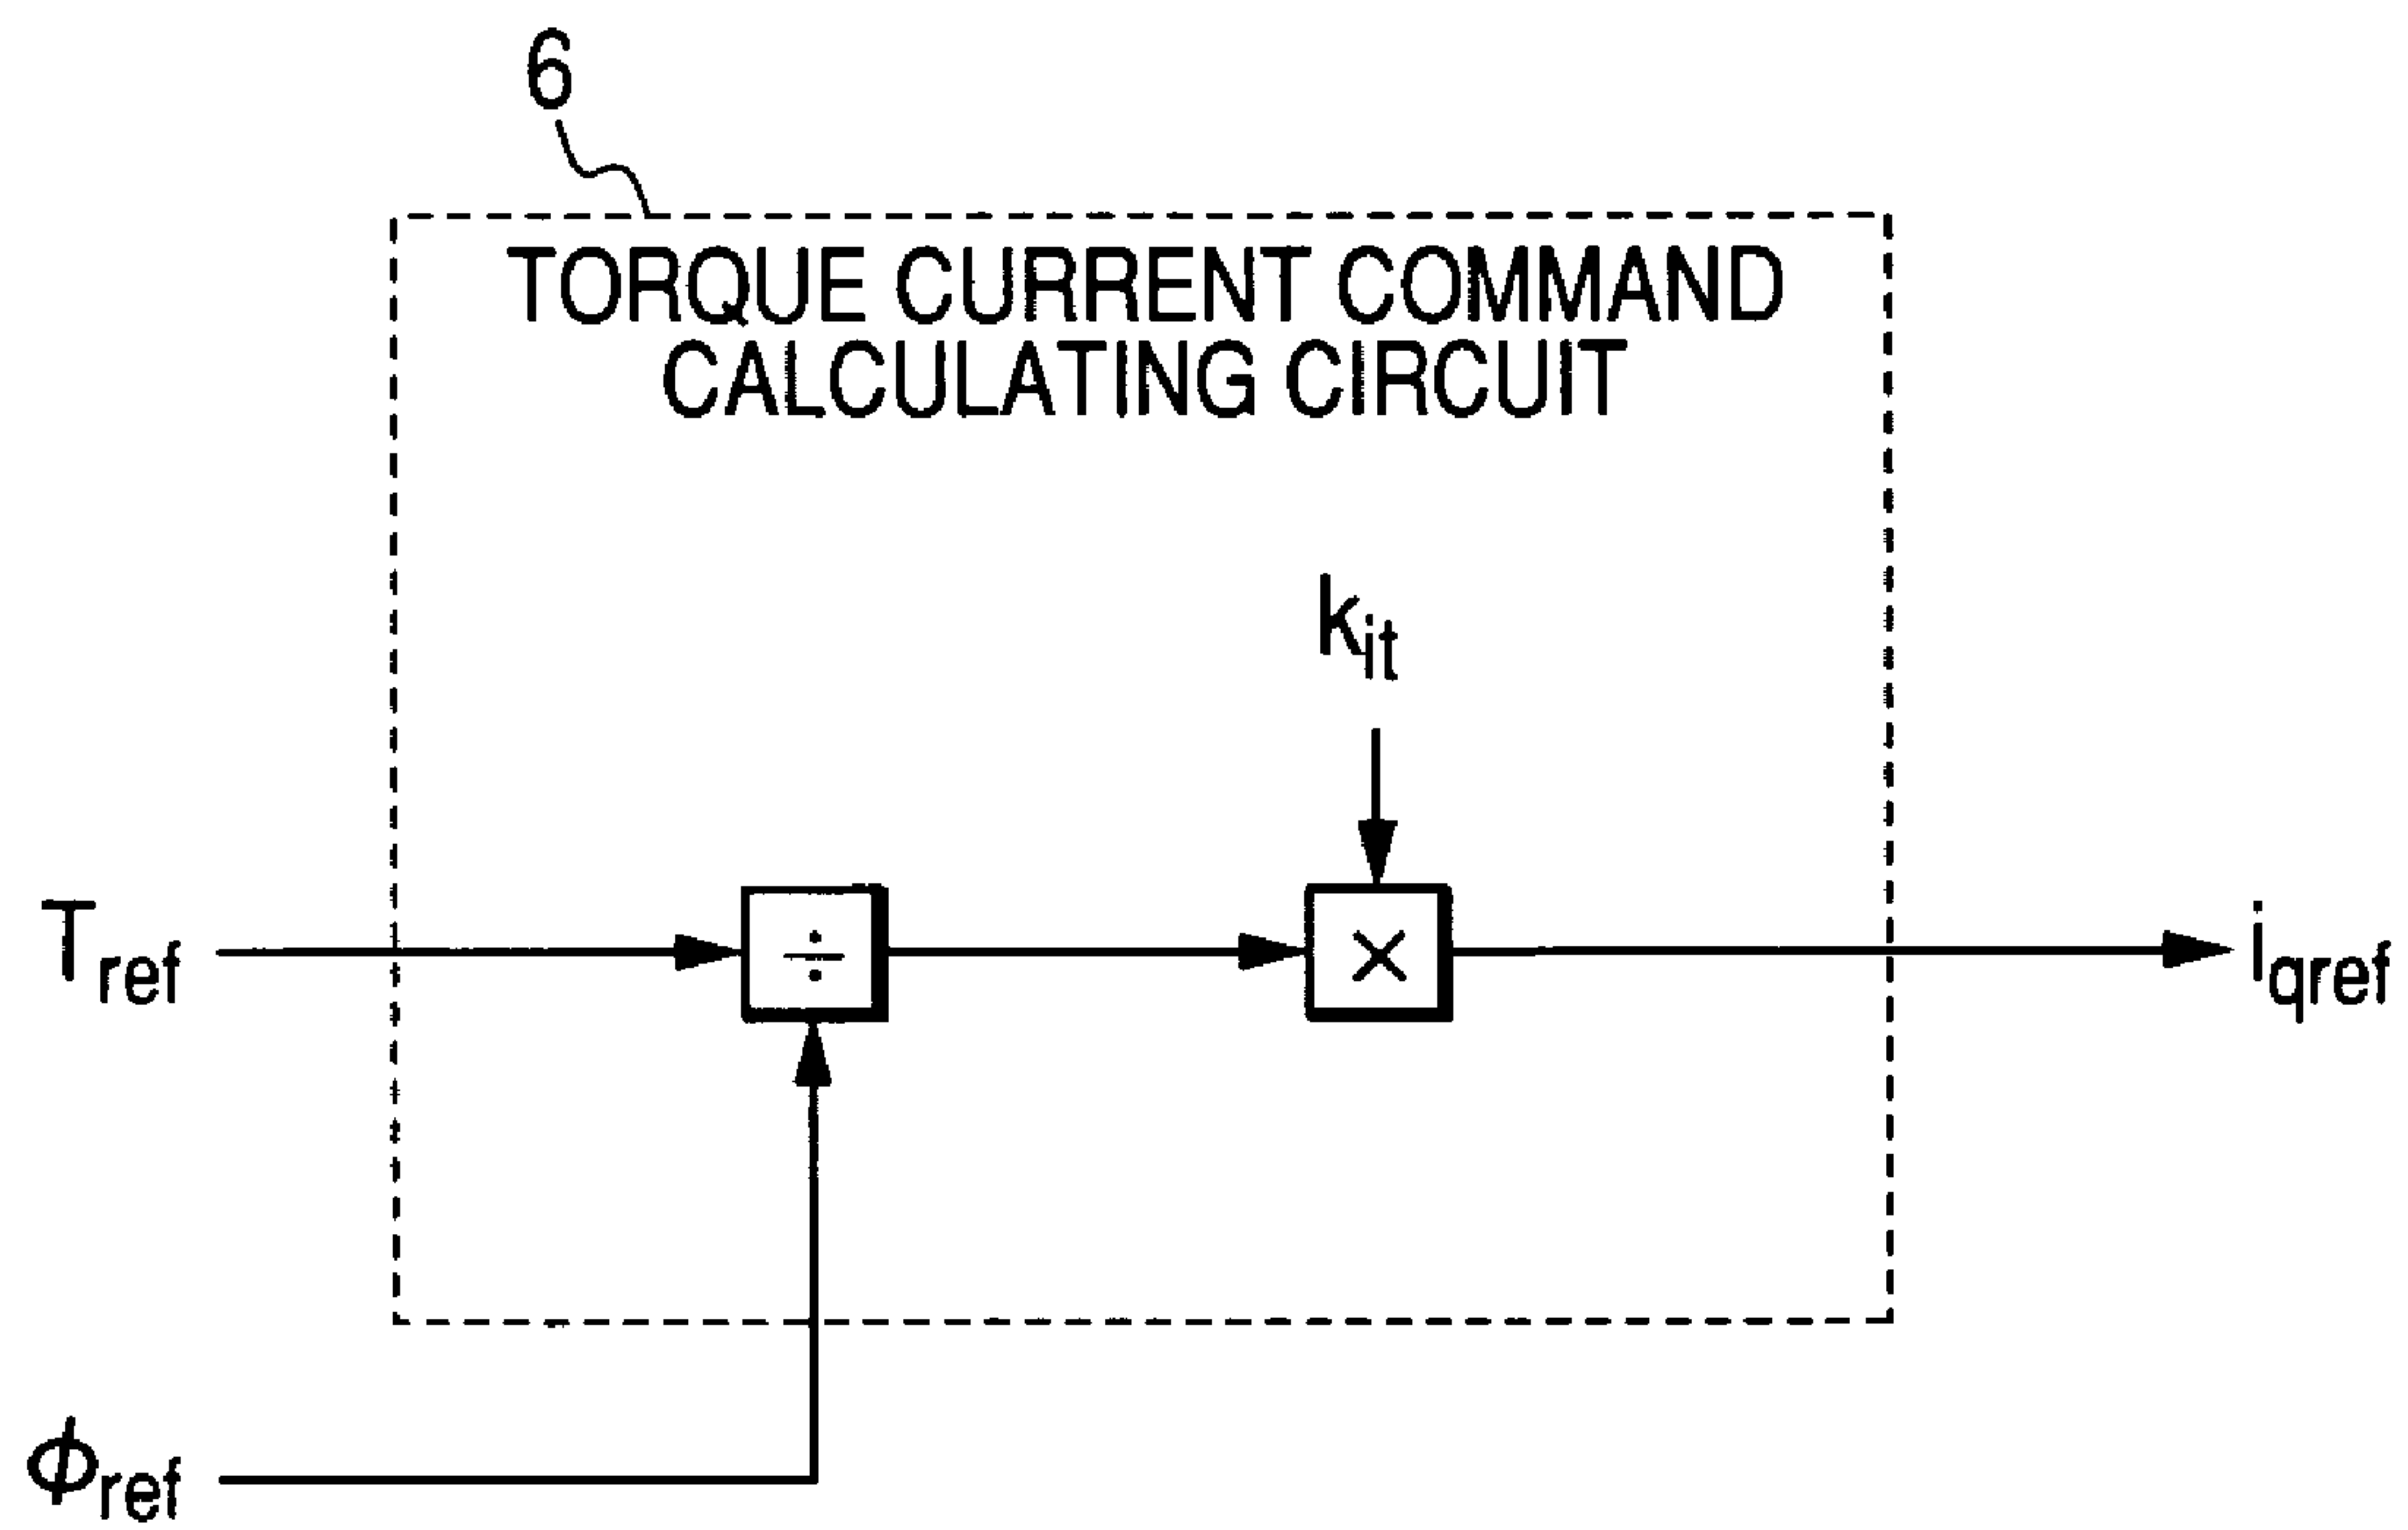 6
TORQUE CURRENT COMMAND
CALCULATING CIRCUIT
k_it
T_ref
÷
×
i_qref
ϕ_ref